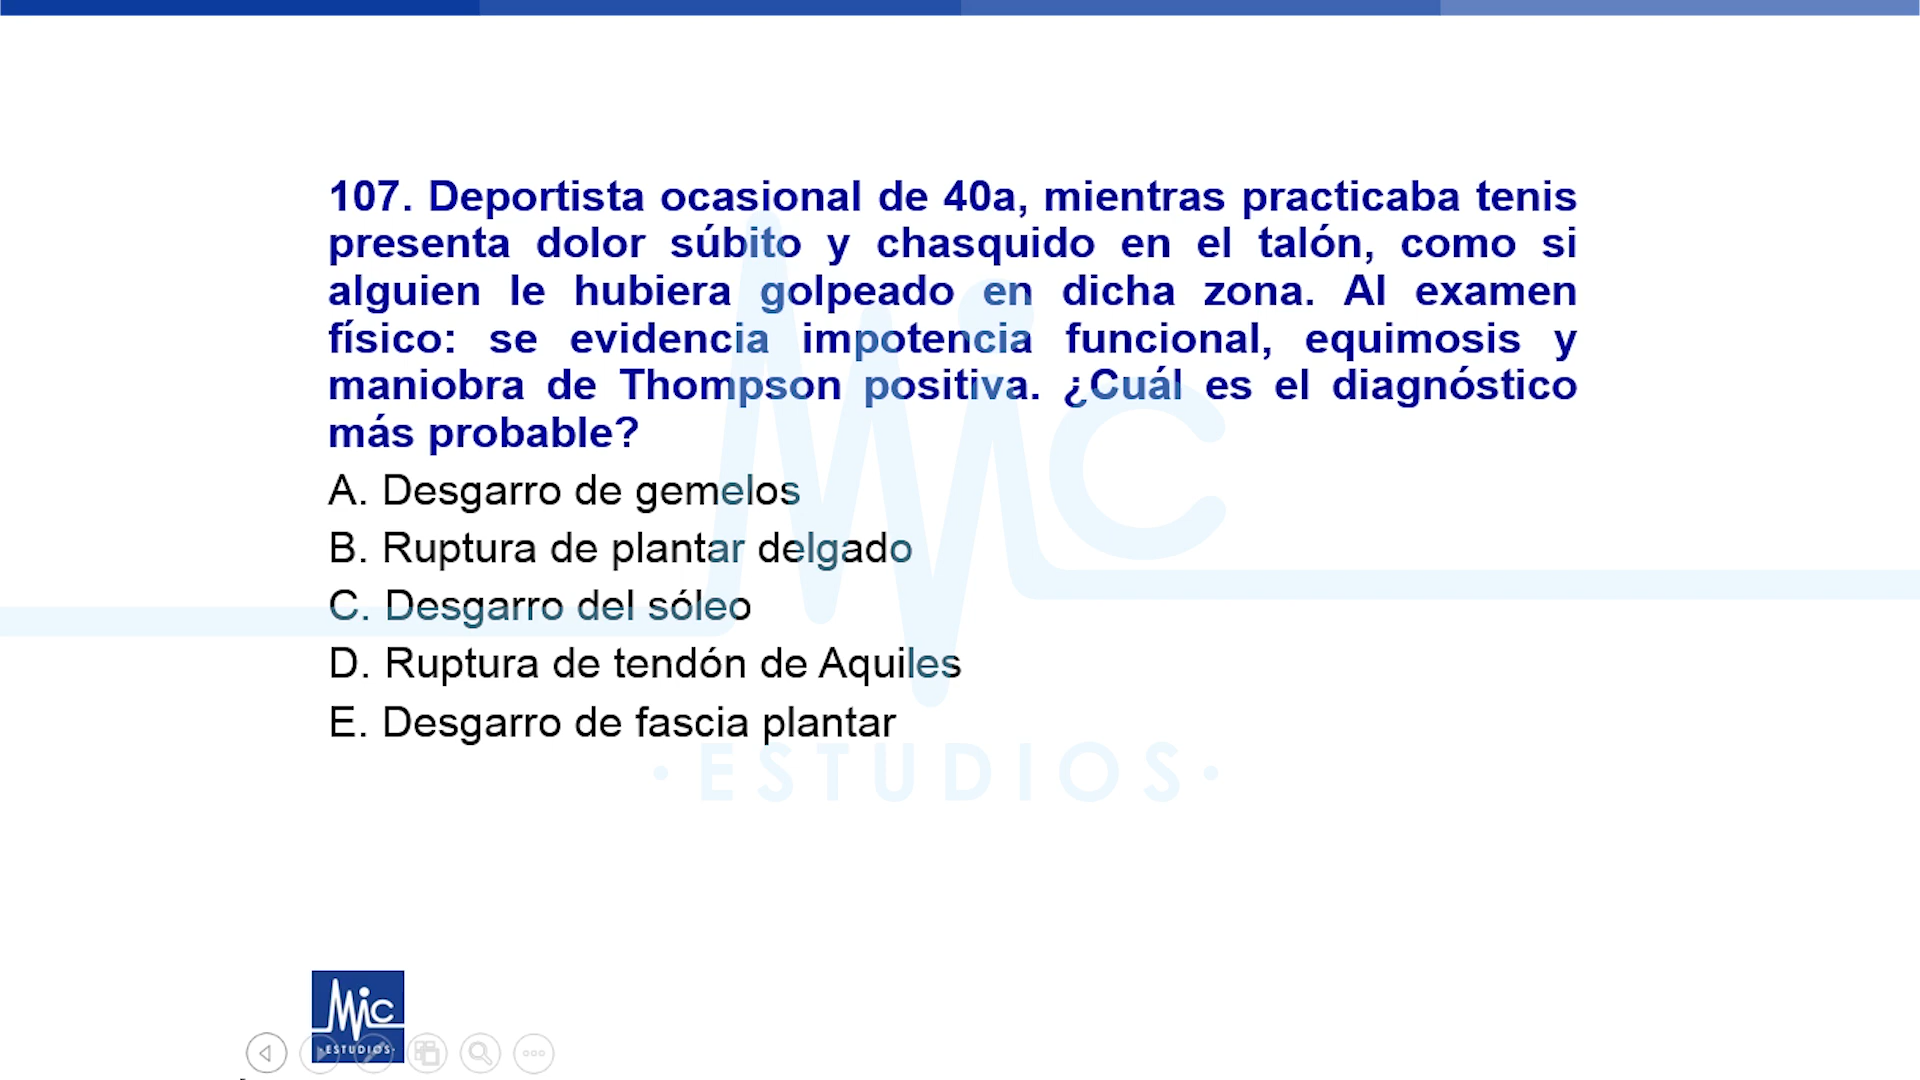 107. Deportista ocasional de 40a, mientras practicaba tenis
presenta dolor súbito y chasquido en el talón, como si
alguien le hubiera golpeado en dicha zona. Al examen
físico: se evidencia impotencia funcional, equimosis y
maniobra de Thompson positiva. ¿Cuál es el diagnóstico
más probable?
A. Desgarro de gemelos
B. Ruptura de plantar delgado
C. Desgarro del sóleo
D. Ruptura de tendón de Aquiles
E. Desgarro de fascia plantar
MiC
·ESTUDIOS·
MiC
·ESTUDIOS·